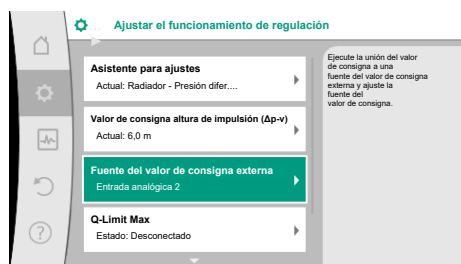 Ajustar el funcionamiento de regulación
Asistente para ajustes
Actual: Radiador - Presión difer....
Valor de consigna altura de impulsión (Δp-v)
Actual: 6,0 m
Fuente del valor de consigna externa
Entrada analógica 2
Q-Limit Max
Estado: Desconectado
Ejecute la unión del valor
de consigna a una
fuente del valor de consigna
externa y ajuste la
fuente del
valor de consigna.